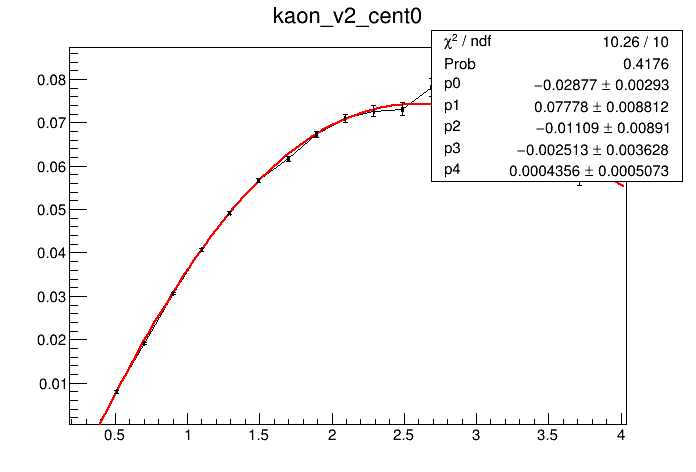 kaon_v2_cent0
χ² / ndf 10.26 / 10
Prob 0.4176
p0 −0.02877 ± 0.00293
p1 0.07778 ± 0.008812
p2 −0.01109 ± 0.00891
p3 −0.002513 ± 0.003628
p4 0.0004356 ± 0.0005073
0.08
0.07
0.06
0.05
0.04
0.03
0.02
0.01
0.5 1 1.5 2 2.5 3 3.5 4